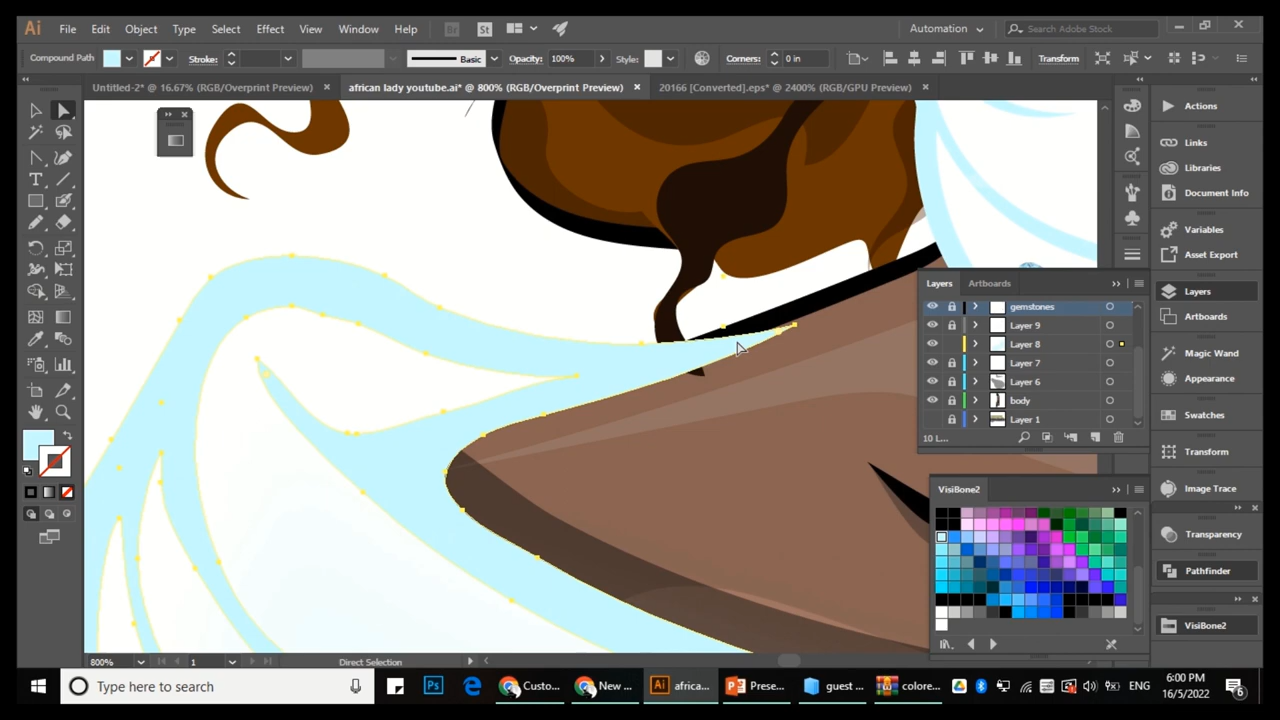 Ai File Edit Object Type Select Effect View Window Help Br St Automation Search Adobe Stock
Compound Path Stroke: Basic Opacity: 100% Style: Corners: 0 in Transform
Untitled-2* @ 16.67% (RGB/Overprint Preview) × african lady youtube.ai* @ 800% (RGB/Overprint Preview) × 20166 [Converted].eps* @ 2400% (RGB/GPU Preview) ×
Actions
Links
Libraries
Document Info
Variables
Asset Export
Layers
Artboards
Magic Wand
Appearance
Swatches
Transform
Image Trace
Transparency
Pathfinder
VisiBone2
Layers Artboards
gemstones
Layer 9
Layer 8
Layer 7
Layer 6
body
Layer 1
10 L...
VisiBone2
800% 1 Direct Selection
Type here to search
Ps
Custo...
New ...
Ai africa...
Prese...
guest ...
colore...
ENG
6:00 PM
16/5/2022
6